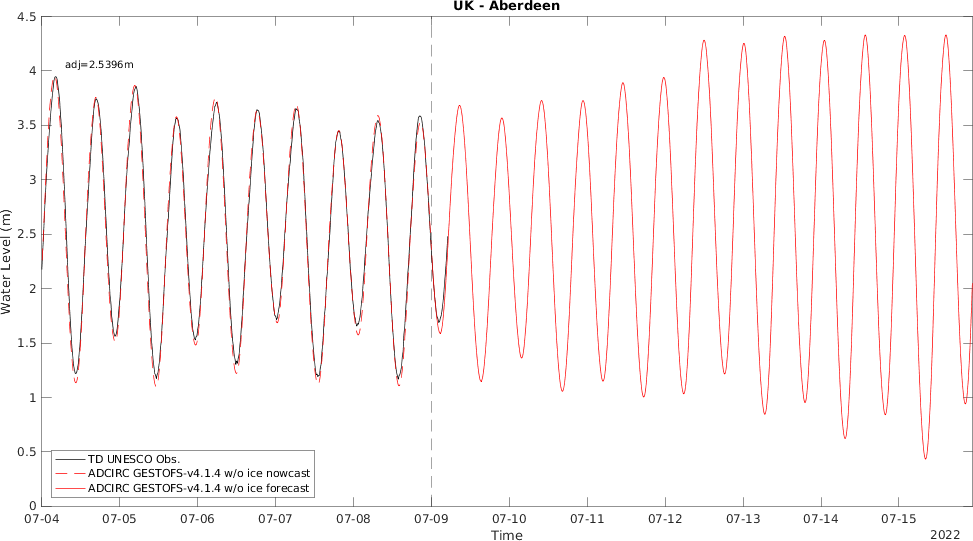 UK - Aberdeen
4.5
4
3.5
3
2.5
2
1.5
1
0.5
0
Water Level (m)
adj=2.5396m
TD UNESCO Obs.
ADCIRC GESTOFS-v4.1.4 w/o ice nowcast
ADCIRC GESTOFS-v4.1.4 w/o ice forecast
07-04 07-05 07-06 07-07 07-08 07-09 07-10 07-11 07-12 07-13 07-14 07-15
Time
2022